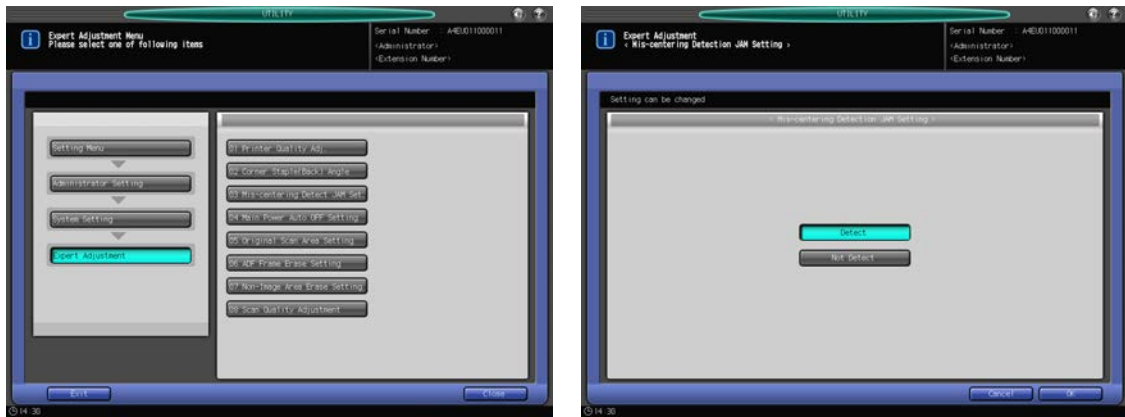 UTILITY
Expert Adjustment Menu
Please select one of following items
Serial Number : A4EU011000011
<Administrator>
<Extension Number>
Setting Menu
Administrator Setting
System Setting
Expert Adjustment
01 Printer Quality Adj.
02 Corner Staple(Back) Angle
03 Mis-centering Detect JAM Set.
04 Main Power Auto OFF Setting
05 Original Scan Area Setting
06 ADF Frame Erase Setting
07 Non-Image Area Erase Setting
08 Scan Quality Adjustment
Exit
Close
14:30
UTILITY
Expert Adjustment
< Mis-centering Detection JAM Setting >
Serial Number : A4EU011000011
<Administrator>
<Extension Number>
Setting can be changed
< Mis-centering Detection JAM Setting >
Detect
Not Detect
Cancel
OK
14:30